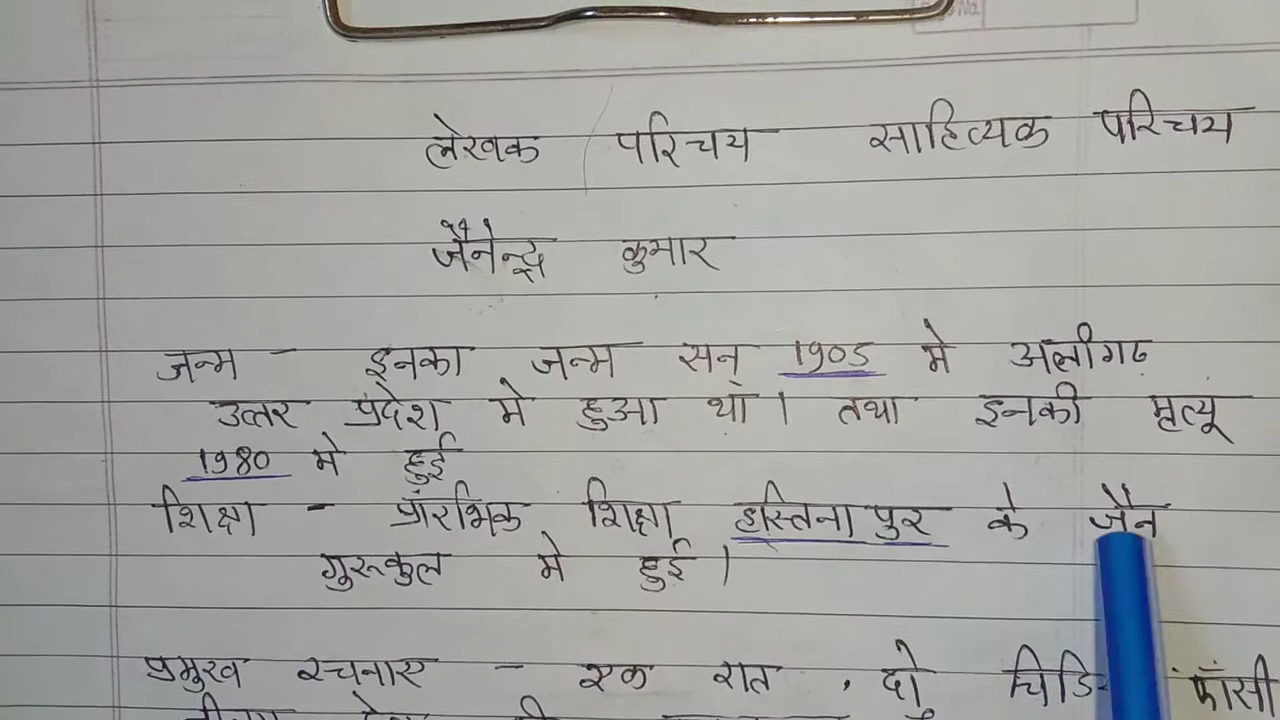 लेखक परिचय साहित्यक परिचय
जैनेन्द्र कुमार
जन्म - इनका जन्म सन् 1905 मे अलीगढ
उत्तर प्रदेश मे हुआ था। तथा इनकी मृत्यू
1980 मे हुई
शिक्षा - प्रारंभिक शिक्षा हस्तिनापुर के जैन
गुरुकुल मे हुई।
प्रमुख रचनाए - एक रात , दो फाँसी